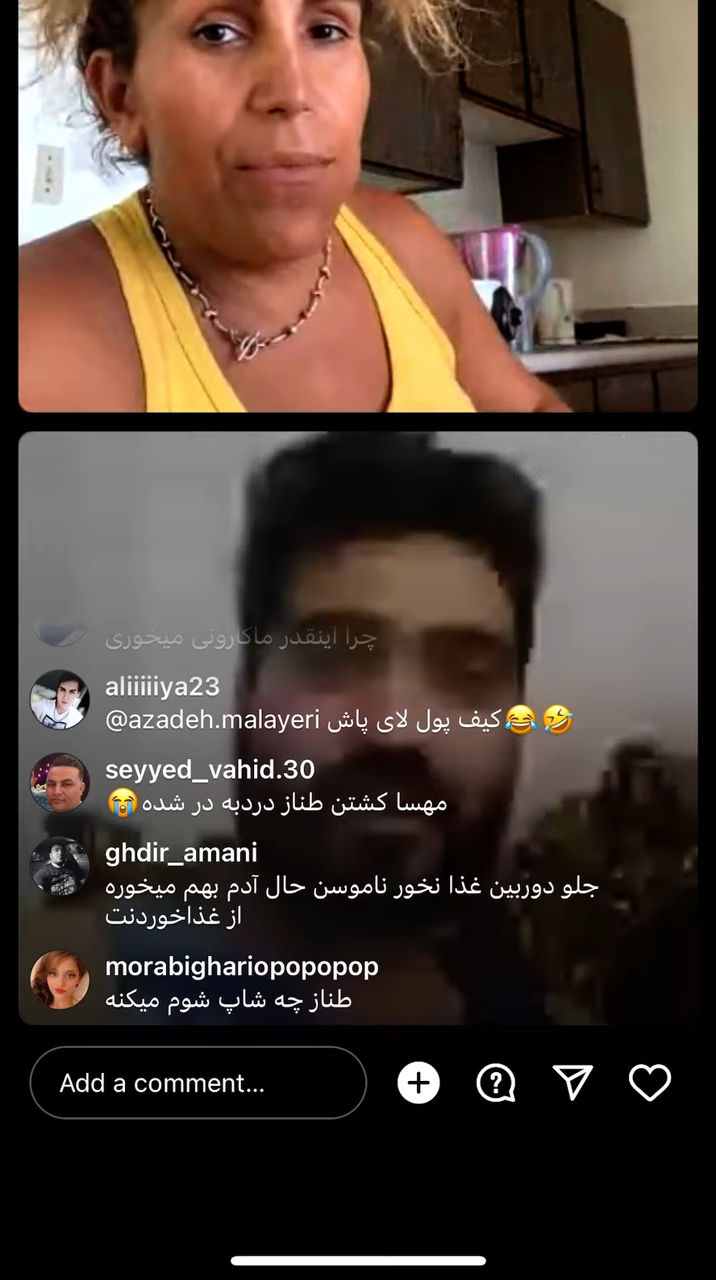 چرا اینقدر ماکارونی میخوری
aliiiiiya23
@azadeh.malayeri کیف پول لای پاش😂🤣
seyyed_vahid.30
مهسا کشتن طناز دردبه در شده😭
ghdir_amani
جلو دوربین غذا نخور ناموسن حال آدم بهم میخوره
از غذاخوردنت
morabighariopopopop
طناز چه شاپ شوم میکنه
Add a comment...